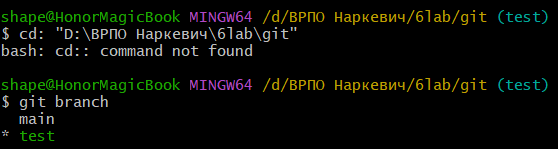 shape@HonorMagicBook MINGW64 /d/ВРПО Наркевич/6lab/git (test)
$ cd: "D:\ВРПО Наркевич\6lab\git"
bash: cd:: command not found
shape@HonorMagicBook MINGW64 /d/ВРПО Наркевич/6lab/git (test)
$ git branch
  main
* test